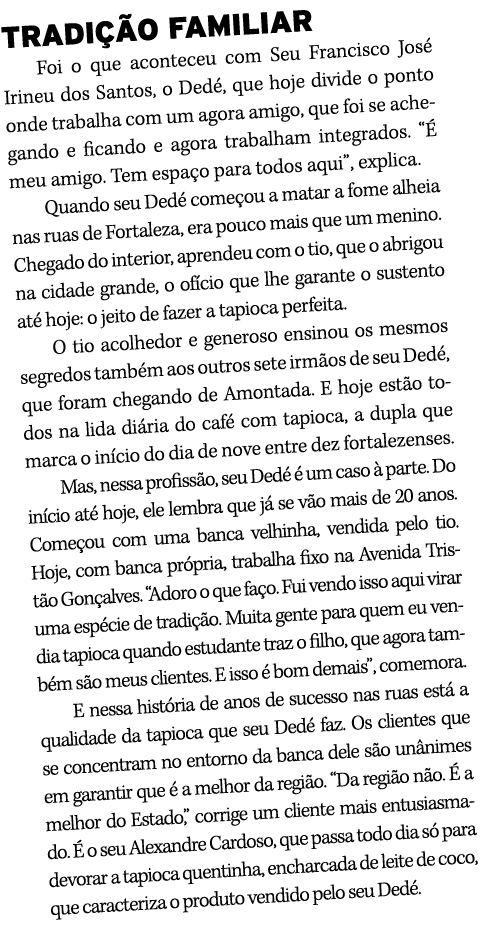 TRADIÇÃO FAMILIAR
Foi o que aconteceu com Seu Francisco José
Irineu dos Santos, o Dedé, que hoje divide o ponto
onde trabalha com um agora amigo, que foi se ache-
gando e ficando e agora trabalham integrados. “É
meu amigo. Tem espaço para todos aqui”, explica.
Quando seu Dedé começou a matar a fome alheia
nas ruas de Fortaleza, era pouco mais que um menino.
Chegado do interior, aprendeu com o tio, que o abrigou
na cidade grande, o ofício que lhe garante o sustento
até hoje: o jeito de fazer a tapioca perfeita.
O tio acolhedor e generoso ensinou os mesmos
segredos também aos outros sete irmãos de seu Dedé,
que foram chegando de Amontada. E hoje estão to-
dos na lida diária do café com tapioca, a dupla que
marca o início do dia de nove entre dez fortalezenses.
Mas, nessa profissão, seu Dedé é um caso à parte. Do
início até hoje, ele lembra que já se vão mais de 20 anos.
Começou com uma banca velhinha, vendida pelo tio.
Hoje, com banca própria, trabalha fixo na Avenida Tris-
tão Gonçalves. “Adoro o que faço. Fui vendo isso aqui virar
uma espécie de tradição. Muita gente para quem eu ven-
dia tapioca quando estudante traz o filho, que agora tam-
bém são meus clientes. E isso é bom demais”, comemora.
E nessa história de anos de sucesso nas ruas está a
qualidade da tapioca que seu Dedé faz. Os clientes que
se concentram no entorno da banca dele são unânimes
em garantir que é a melhor da região. “Da região não. É a
melhor do Estado,” corrige um cliente mais entusiasma-
do. É o seu Alexandre Cardoso, que passa todo dia só para
devorar a tapioca quentinha, encharcada de leite de coco,
que caracteriza o produto vendido pelo seu Dedé.